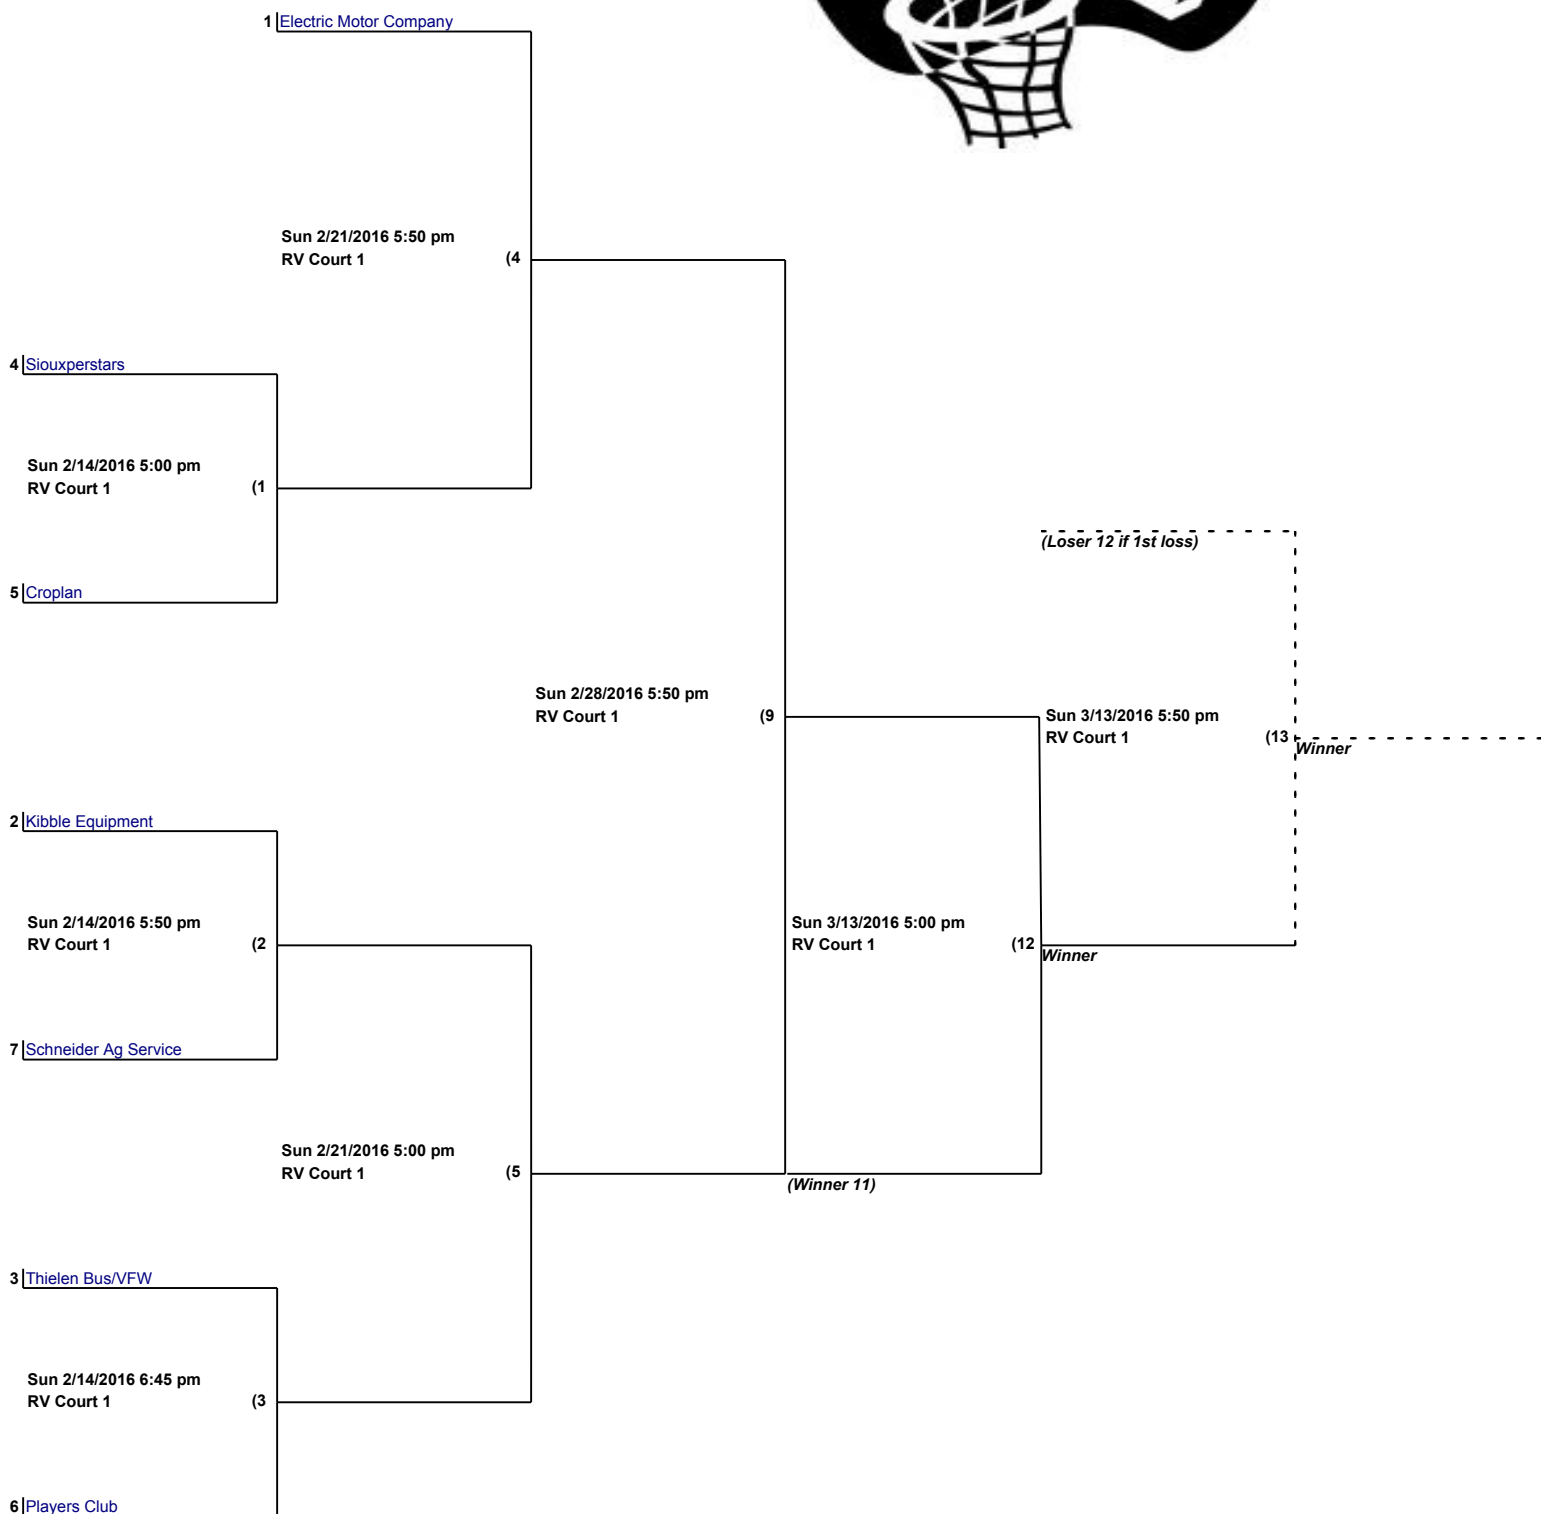 1 Electric Motor Company
Sun 2/21/2016 5:50 pm
RV Court 1 (4
4 Siouxperstars
Sun 2/14/2016 5:00 pm
RV Court 1 (1
(Loser 12 if 1st loss)
5 Croplan
Sun 2/28/2016 5:50 pm
RV Court 1 (9
Sun 3/13/2016 5:50 pm
RV Court 1 (13
Winner
2 Kibble Equipment
Sun 2/14/2016 5:50 pm
RV Court 1 (2
Sun 3/13/2016 5:00 pm
RV Court 1 (12
Winner
7 Schneider Ag Service
Sun 2/21/2016 5:00 pm
RV Court 1 (5
(Winner 11)
3 Thielen Bus/VFW
Sun 2/14/2016 6:45 pm
RV Court 1 (3
6 Players Club